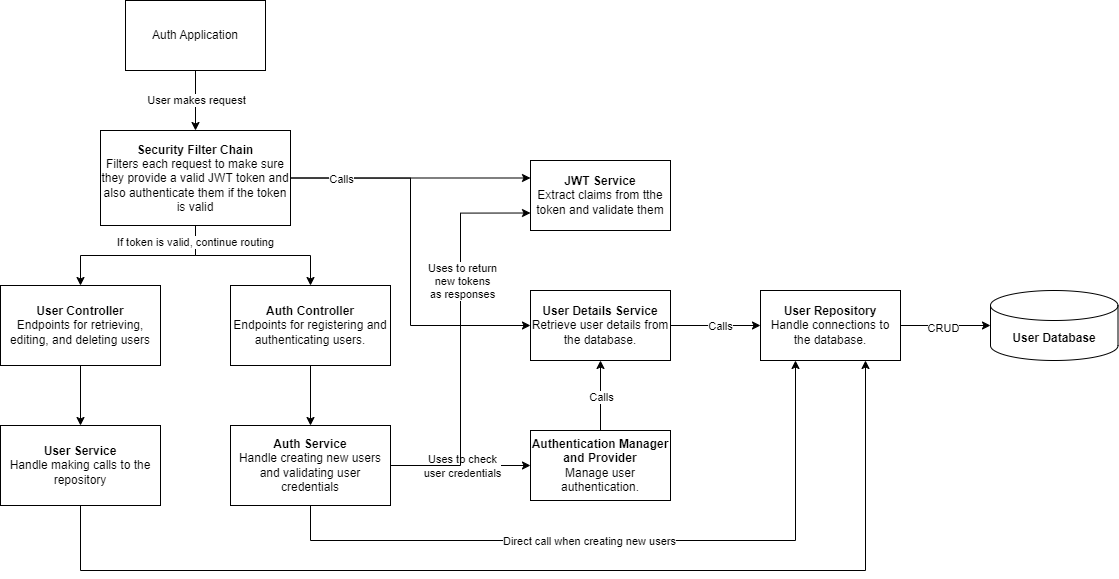 Auth Application
User makes request
Security Filter Chain
Filters each request to make sure
they provide a valid JWT token and
also authenticate them if the token
is valid
Calls
JWT Service
Extract claims from tthe
token and validate them
If token is valid, continue routing
Uses to return
new tokens
as responses
User Controller
Endpoints for retrieving,
editing, and deleting users
Auth Controller
Endpoints for registering and
authenticating users.
User Details Service
Retrieve user details from
the database.
Calls
User Repository
Handle connections to
the database.
CRUD
User Database
Calls
User Service
Handle making calls to the
repository
Auth Service
Handle creating new users
and validating user
credentials
Uses to check
user credentials
Authentication Manager
and Provider
Manage user
authentication.
Direct call when creating new users